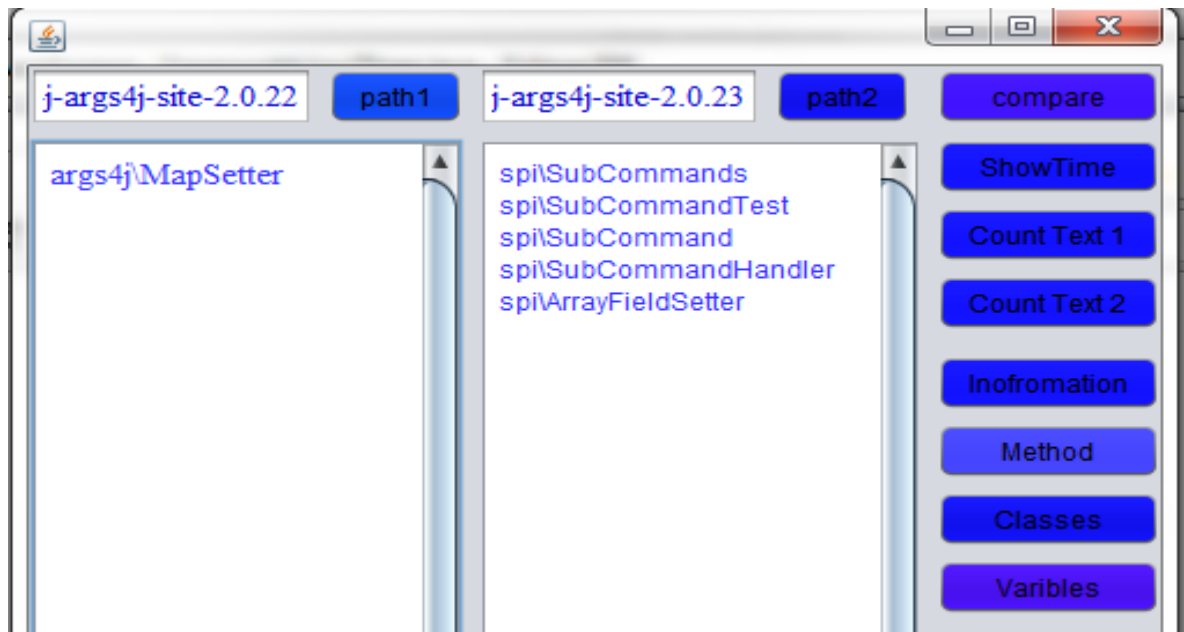 j-args4j-site-2.0.22 path1 j-args4j-site-2.0.23 path2 compare
args4j\MapSetter
spi\SubCommands
spi\SubCommandTest
spi\SubCommand
spi\SubCommandHandler
spi\ArrayFieldSetter
ShowTime
Count Text 1
Count Text 2
Inofromation
Method
Classes
Varibles